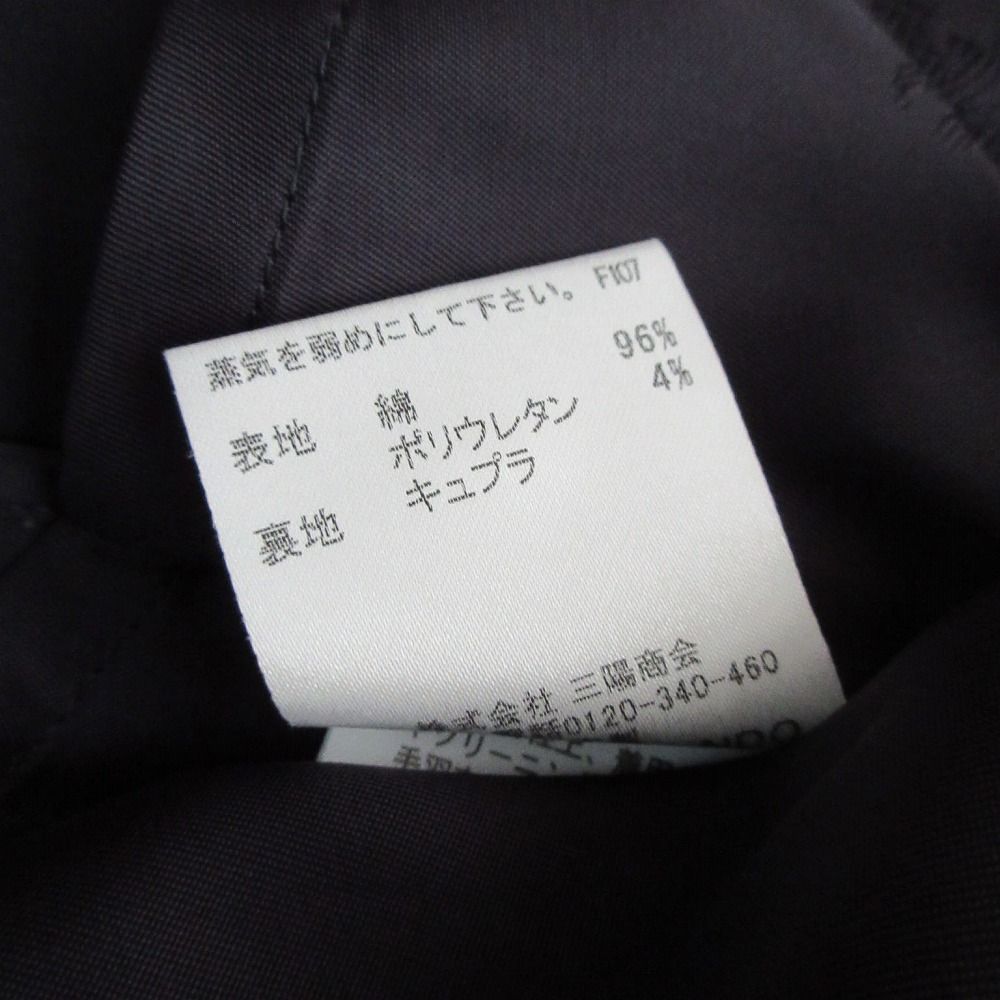 蒸気を弱めにして下さい。 F107
表地 綿 96%
ポリウレタン 4%
裏地 キュプラ
株式会社 三陽商会
0120-340-460